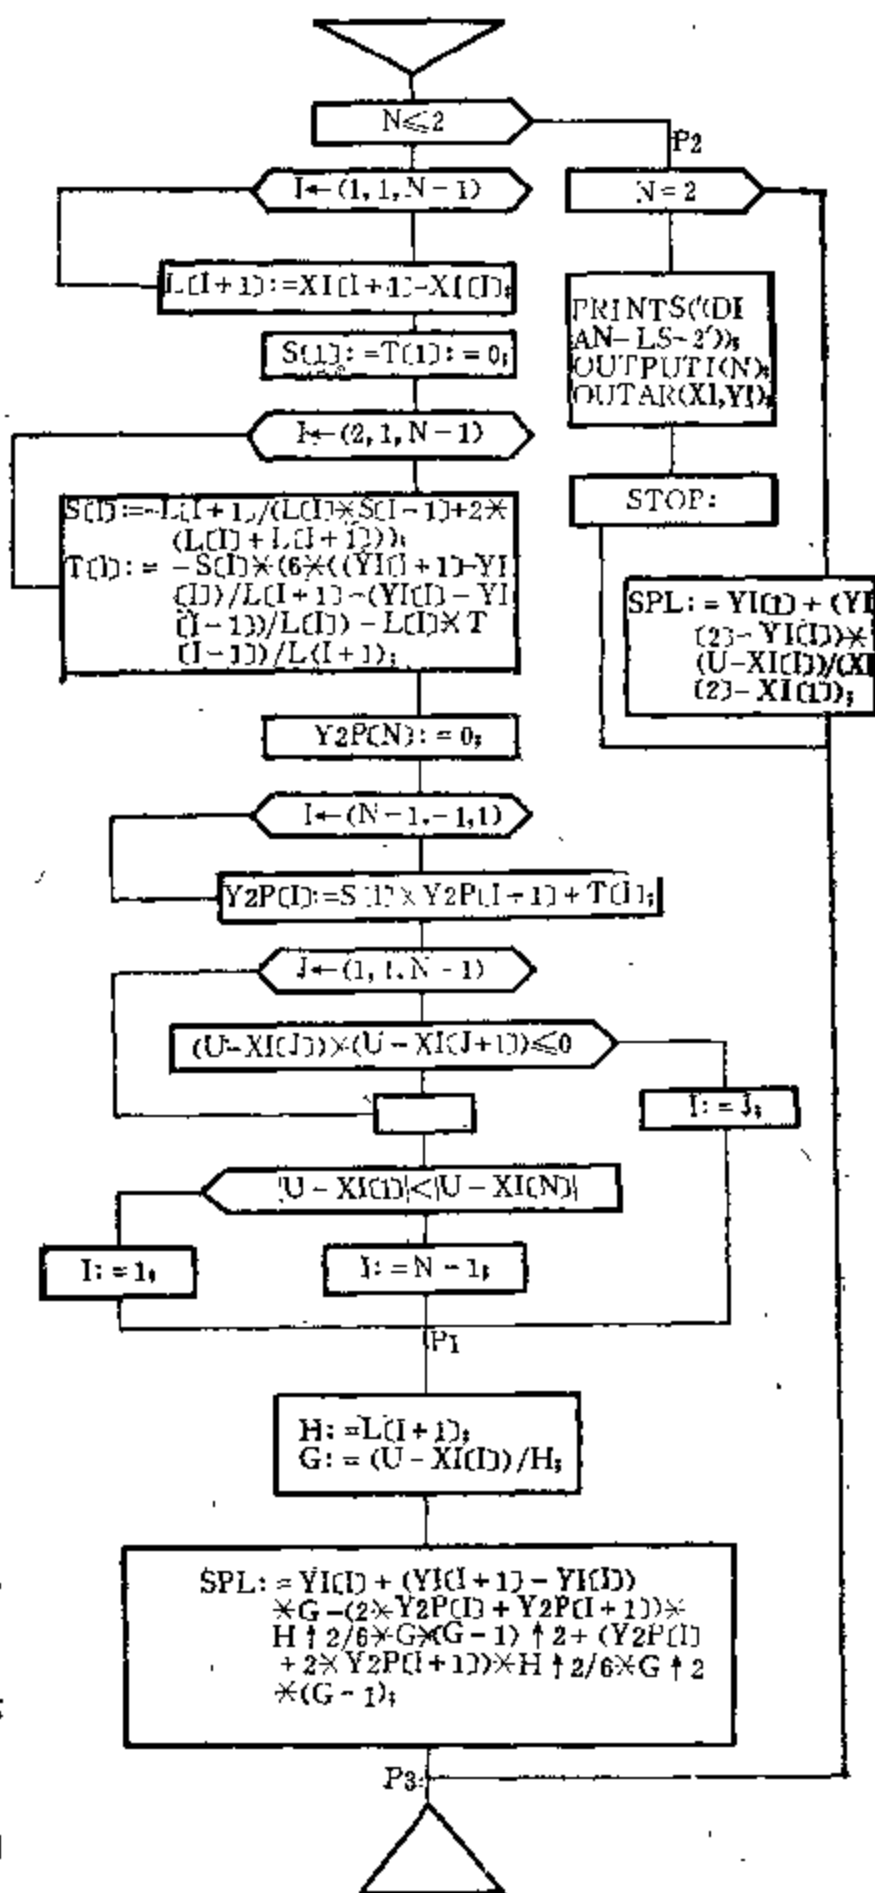 N≤2
P2
I←(1, 1, N−1)
N=2
L[I+1]:=XI[I+1]−XI[I];
PRINTS('(DI
AN−LS−2'));
OUTPUTI(N);
OUTAR(XI,YI);
S[1]:=T[1]:=0;
I←(2, 1, N−1)
STOP:
S[I]:=−L[I+1]/(L[I]×S[I−1]+2×
(L[I]+L[I+1]));
T[I]:= −S[I]×(6×((YI[I+1]−YI
[I])/L[I+1]−(YI[I]−YI
[I−1])/L[I])−L[I]×T
[I−1])/L[I+1];
SPL:=YI[1]+(YI
[2]−YI[I])×
(U−XI[I])/(XI
[2]−XI[1]);
Y2P[N]:=0;
I←(N−1,−1,1)
Y2P[I]:=S[I]×Y2P[I+1]+T[I];
J←(1, 1, N−1)
(U−XI[J])×(U−XI[J+1])≤0
I:=J;
|U−XI[1]|<|U−XI[N]|
I:=1;
I:=N−1;
P1
H:=L[I+1];
G:=(U−XI[I])/H;
SPL:=YI[I]+(YI[I+1]−YI[I])
×G−(2×Y2P[I]+Y2P[I+1])×
H↑2/6×G×(G−1)↑2+(Y2P[I]
+2×Y2P[I+1])×H↑2/6×G↑2
×(G−1);
P3: